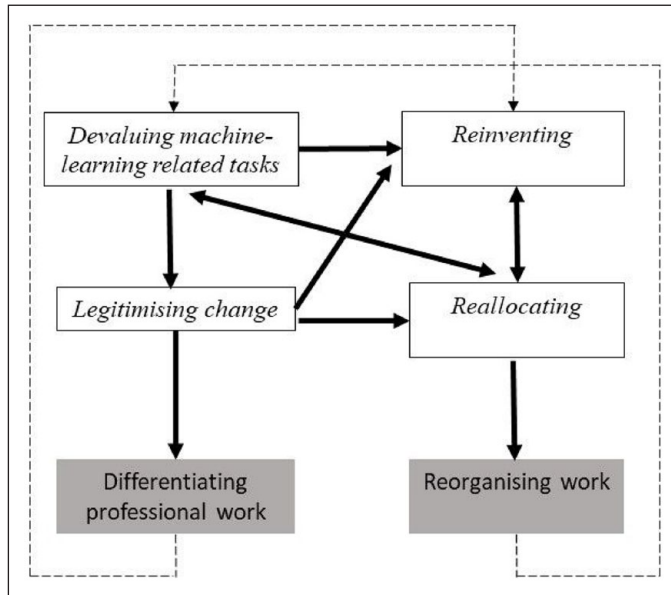 Devaluing machine-
learning related tasks
Reinventing
Legitimising change
Reallocating
Differentiating
professional work
Reorganising work